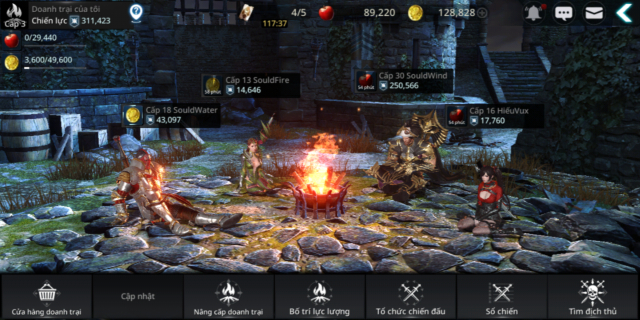 Cấp 3
Doanh trại của tôi
Chiến lực 311,423
0/29,440
3,600/49,600
117:37
4/5
89,220
128,828
Cấp 13 SouldFire
14,646
Cấp 30 SouldWind
54 phút
250,566
Cấp 18 SouldWater
43,097
Cấp 16 HiếuVux
17,760
Cửa hàng doanh trại
Cập nhật
Nâng cấp doanh trại
Bố trí lực lượng
Tổ chức chiến đấu
Sổ chiến
Tìm địch thủ